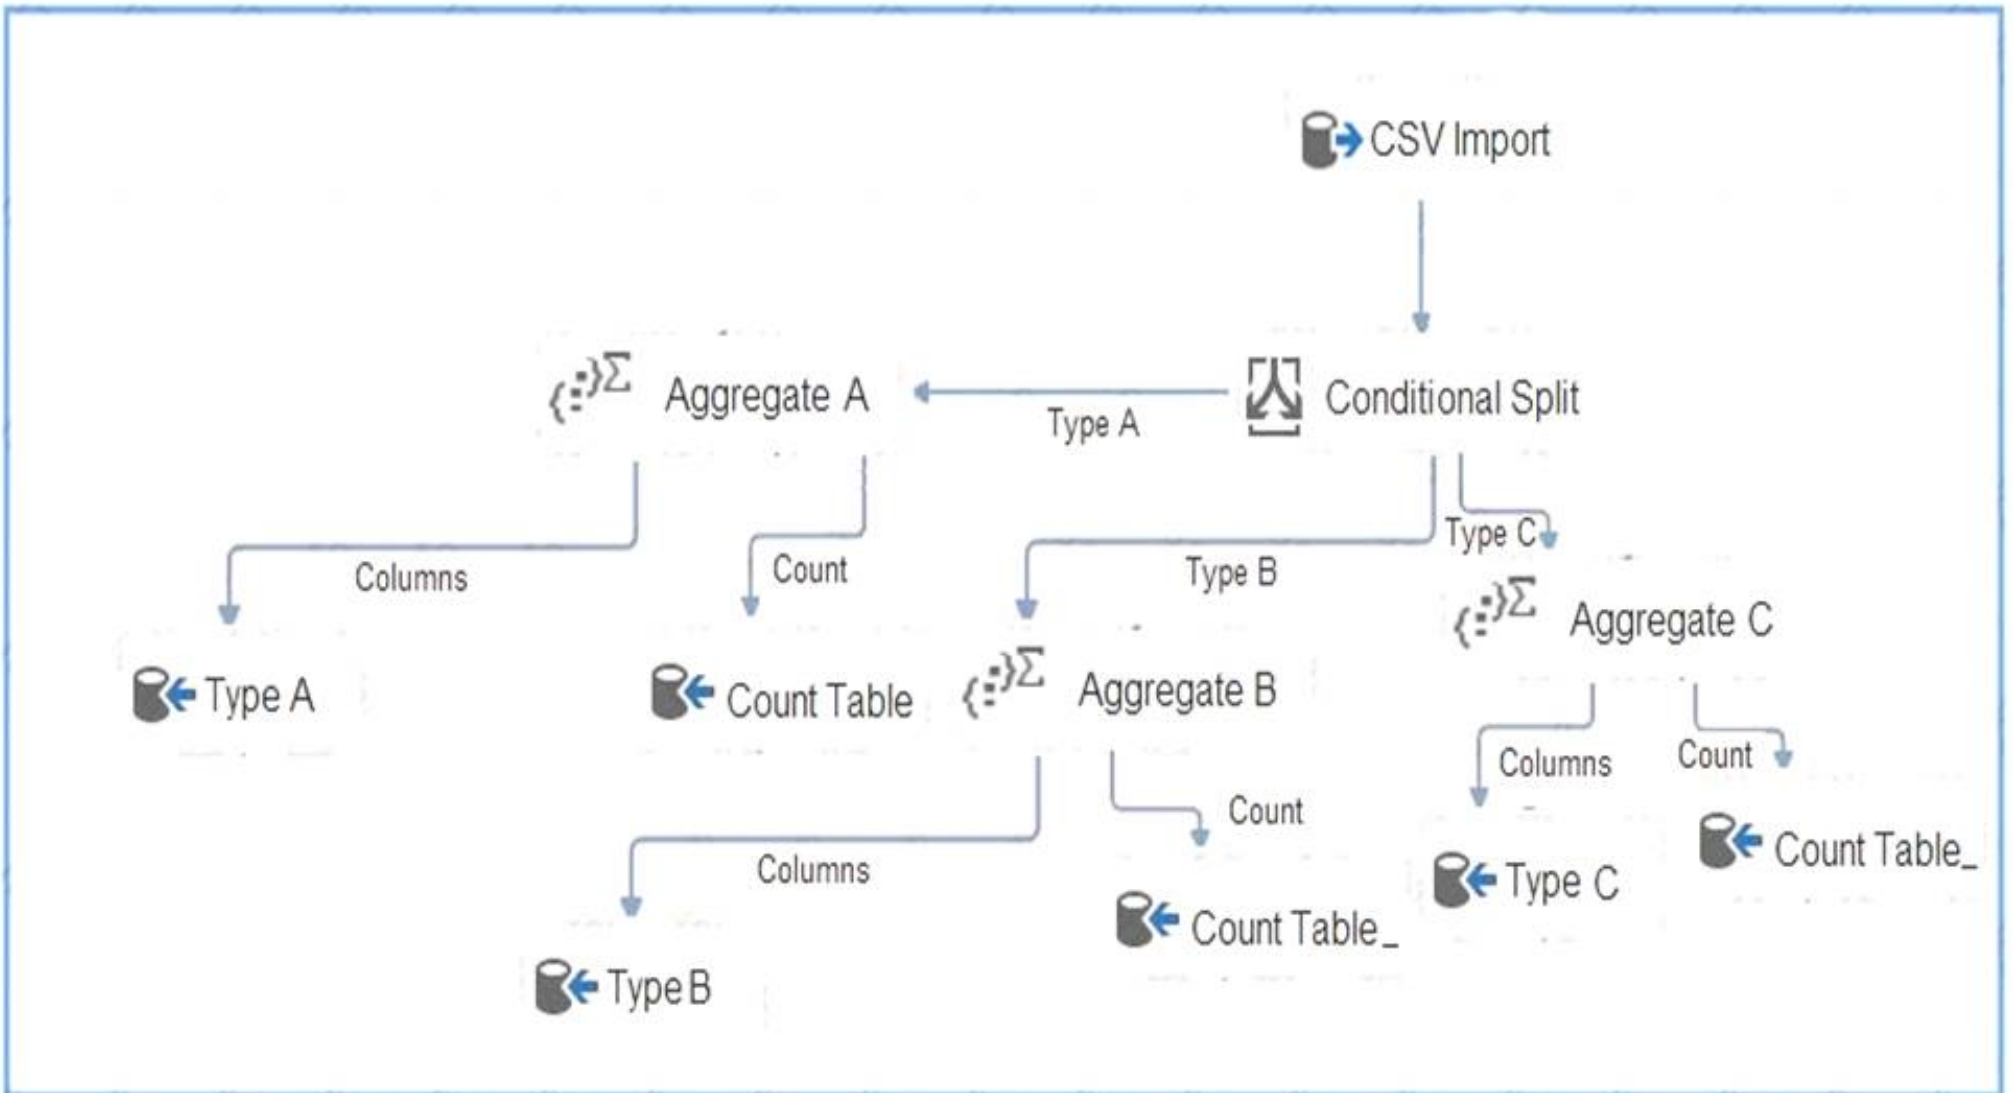 CSV Import
Aggregate A
Type A
Conditional Split
Columns
Count
Type B
Type C
Type A
Count Table
Aggregate B
Aggregate C
Columns
Count
Columns
Count
Type B
Count Table_
Type C
Count Table_